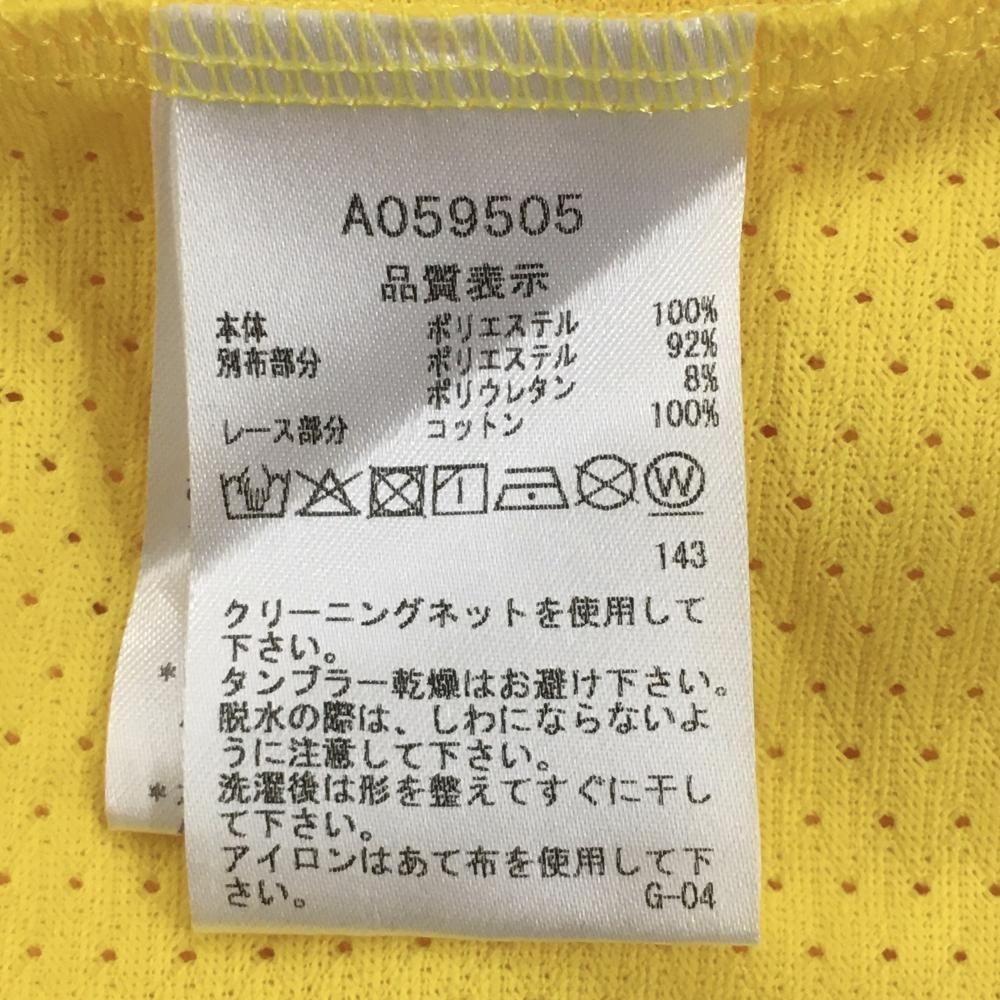 A059505
品質表示
本体 ポリエステル 100%
別布部分 ポリエステル 92%
ポリウレタン 8%
レース部分 コットン 100%
W
143
クリーニングネットを使用して
下さい。
タンブラー乾燥はお避け下さい。
脱水の際は、しわにならないよ
うに注意して下さい。
洗濯後は形を整えてすぐに干し
て下さい。
アイロンはあて布を使用して下
さい。 G-04
*
*